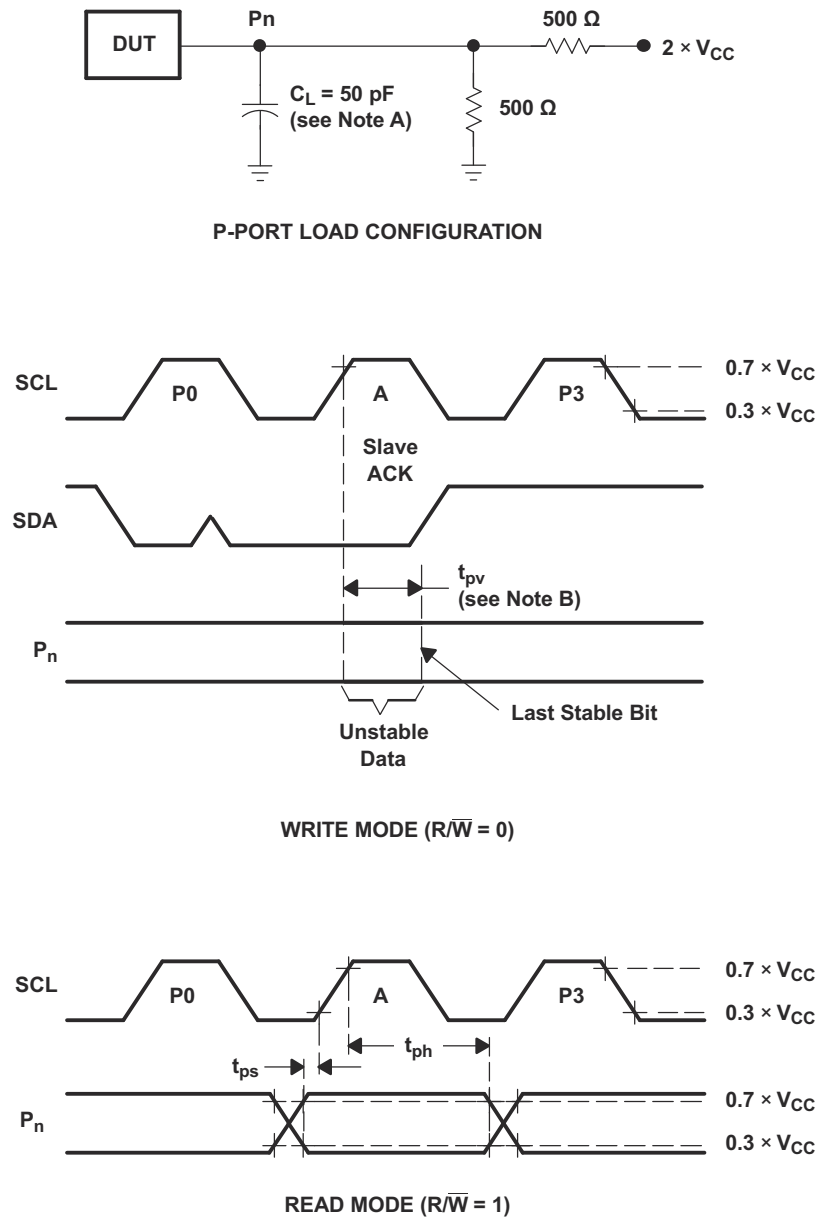 Pn
500 Ω
DUT
2 × VCC
CL = 50 pF
(see Note A)
500 Ω
P-PORT LOAD CONFIGURATION
SCL
P0
A
P3
0.7 × VCC
0.3 × VCC
Slave
ACK
SDA
tpv
(see Note B)
Pn
Last Stable Bit
Unstable
Data
WRITE MODE (R/W̅ = 0)
SCL
P0
A
P3
0.7 × VCC
0.3 × VCC
tps
tph
Pn
0.7 × VCC
0.3 × VCC
READ MODE (R/W̅ = 1)